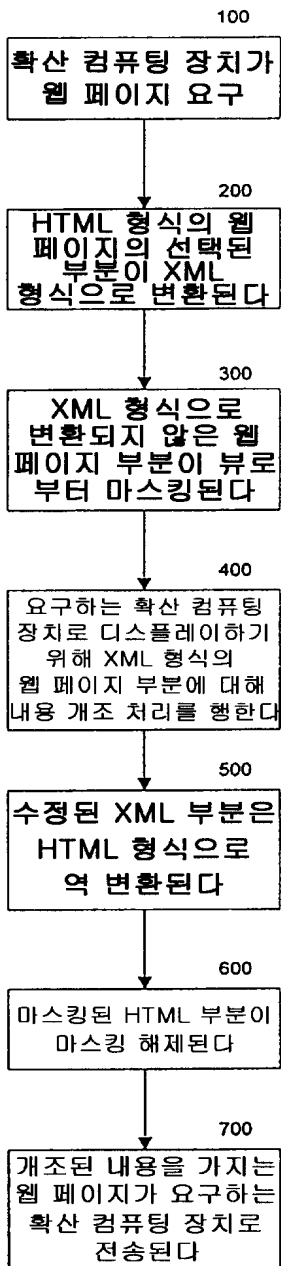 100
확산 컴퓨팅 장치가
웹 페이지 요구
200
HTML 형식의 웹
페이지의 선택된
부분이 XML
형식으로 변환된다
300
XML 형식으로
변환되지 않은 웹
페이지 부분이 뷰로
부터 마스킹된다
400
요구하는 확산 컴퓨팅
장치로 디스플레이하기
위해 XML 형식의
웹 페이지 부분에 대해
내용 개조 처리를 행한다
500
수정된 XML 부분은
HTML 형식으로
역 변환된다
600
마스킹된 HTML 부분이
마스킹 해제된다
700
개조된 내용을 가지는
웹 페이지가 요구하는
확산 컴퓨팅 장치로
전송된다